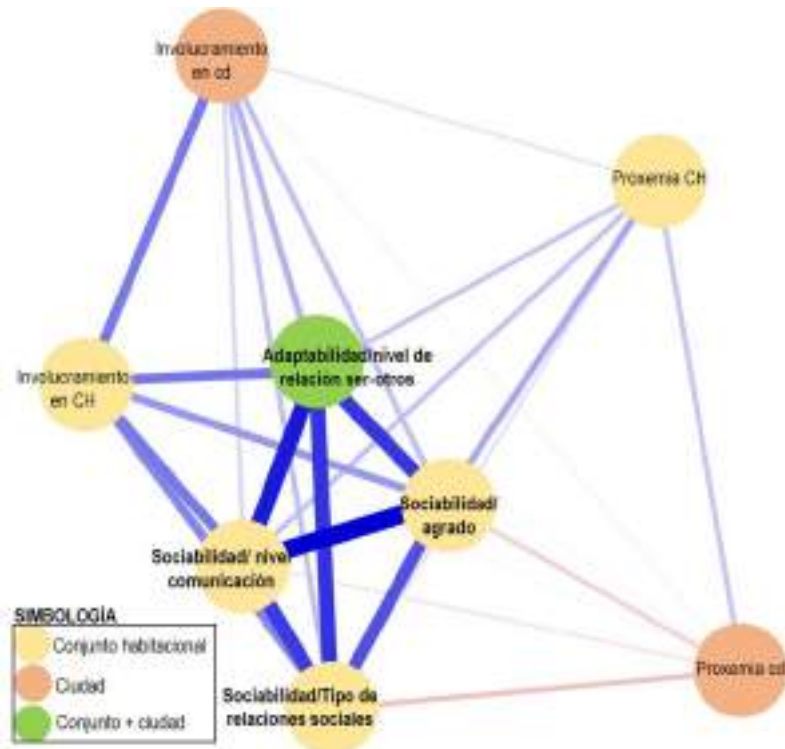 Involucramiento
en cd
Proxemia CH
Adaptabilidad/nivel de
relacion ser-otros
Involucramiento
en CH
Sociabilidad/
agrado
Sociabilidad/ nivel
comunicación
SIMBOLOGÍA
Conjunto habitacional
Ciudad
Conjunto + ciudad
Sociabilidad/Tipo de
relaciones sociales
Proxemia cd